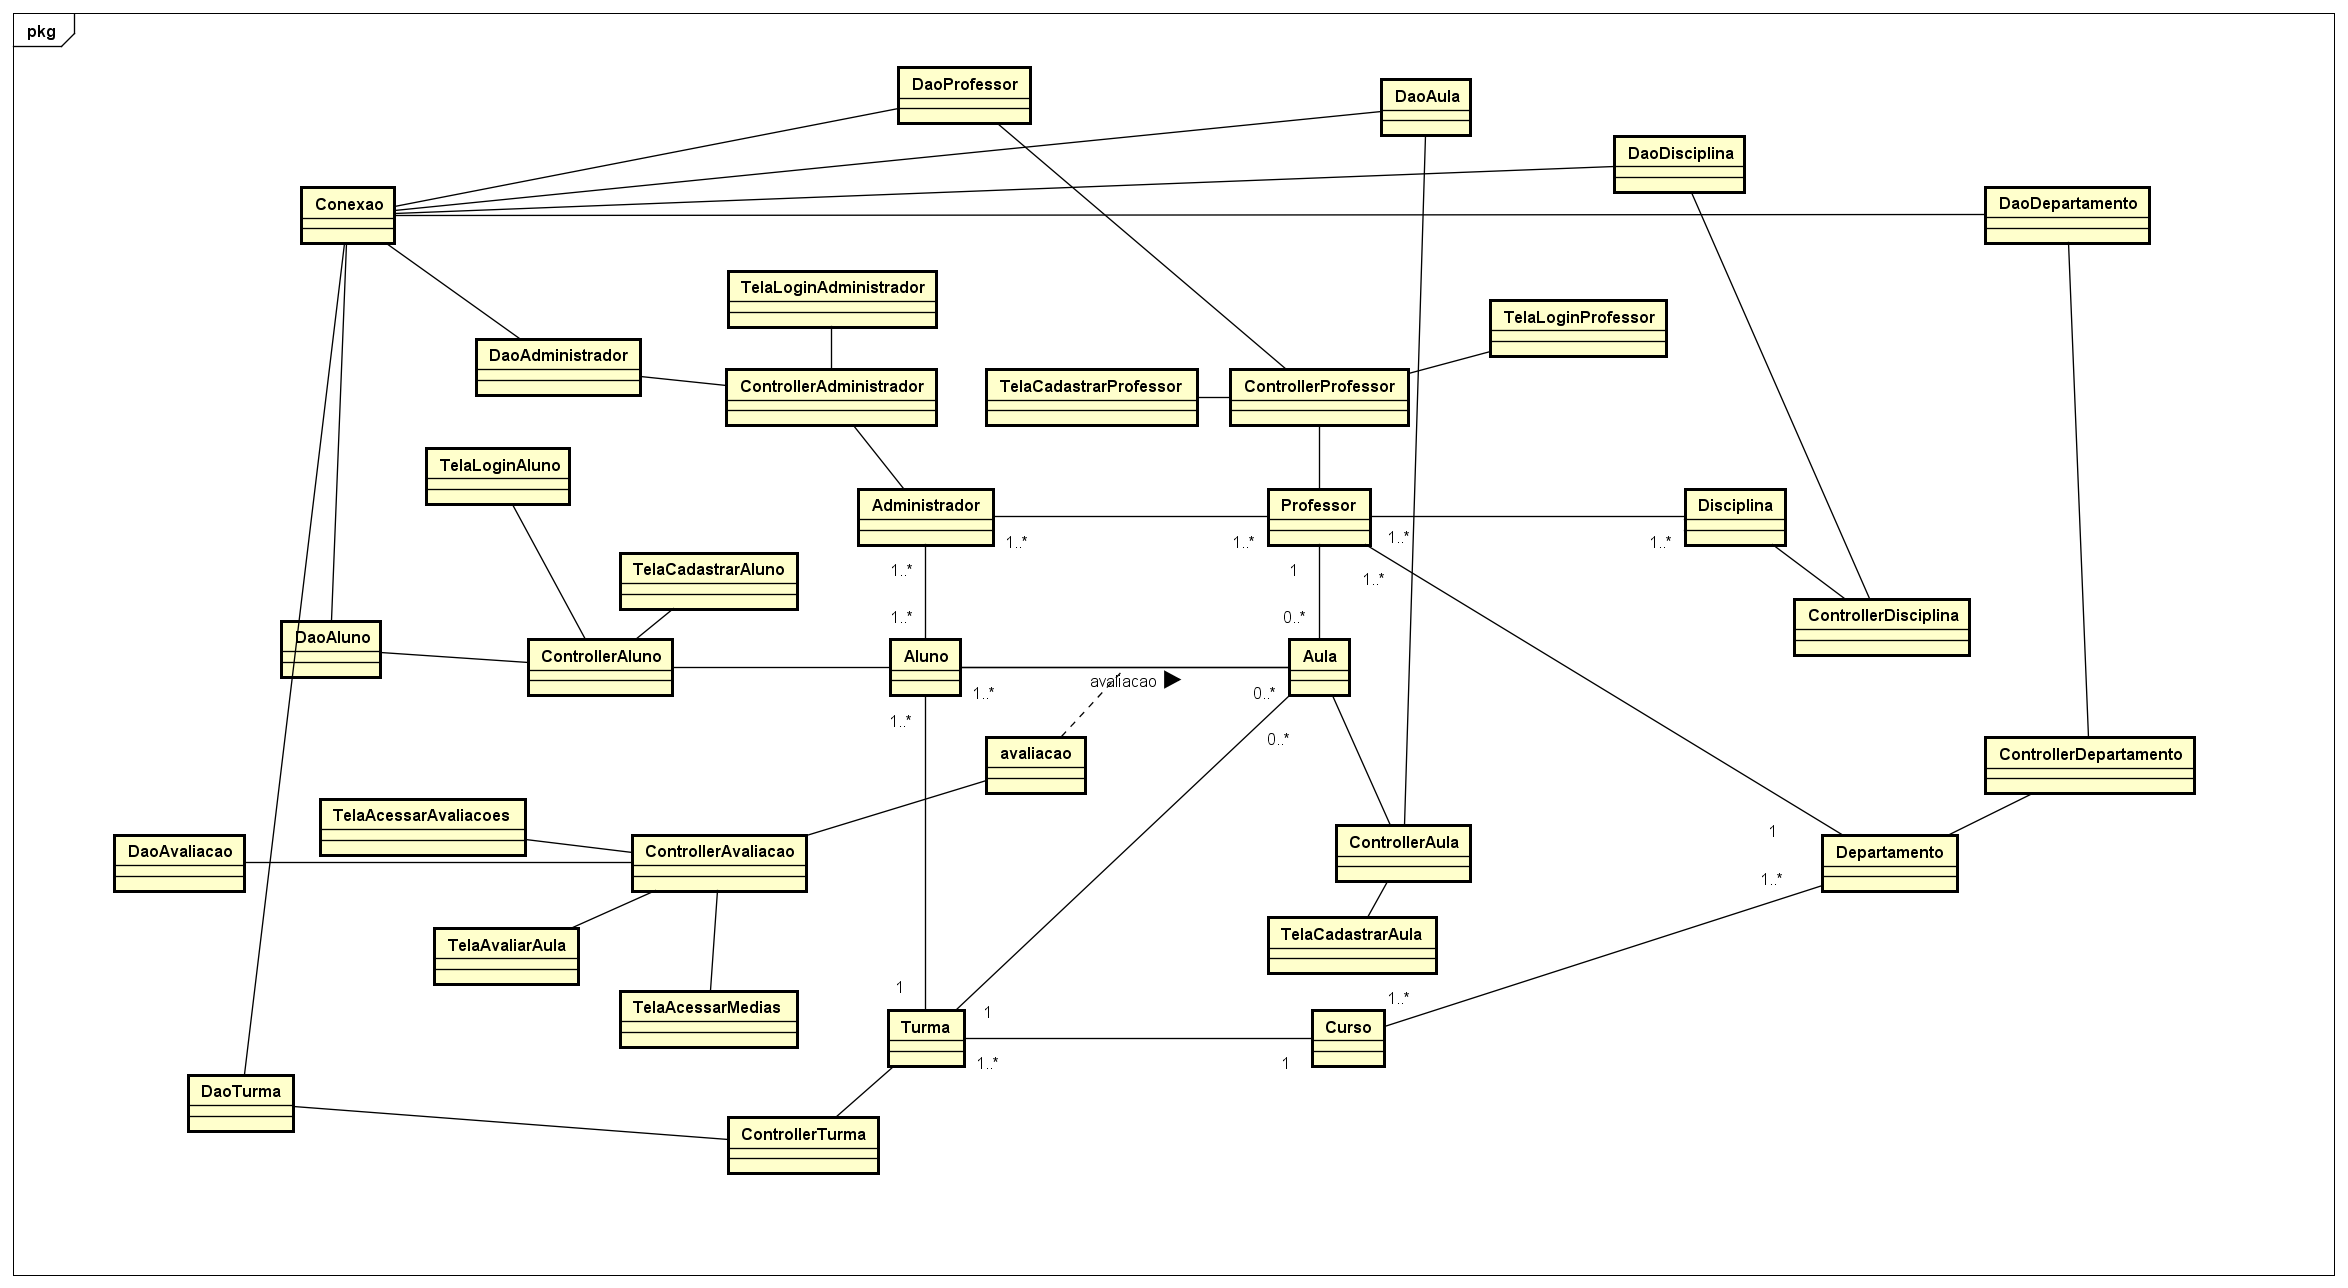 pkg
DaoProfessor
DaoAula
DaoDisciplina
Conexao
DaoDepartamento
TelaLoginAdministrador
TelaLoginProfessor
DaoAdministrador
ControllerAdministrador
TelaCadastrarProfessor
ControllerProfessor
TelaLoginAluno
Administrador
Professor
Disciplina
1..*
1..*
1..*
1..*
1..*
1
1..*
TelaCadastrarAluno
1..*
0..*
ControllerDisciplina
DaoAluno
ControllerAluno
Aluno
Aula
avaliacao
1..*
0..*
1..*
0..*
avaliacao
ControllerDepartamento
TelaAcessarAvaliacoes
DaoAvaliacao
ControllerAvaliacao
ControllerAula
1
Departamento
1..*
TelaAvaliarAula
TelaCadastrarAula
TelaAcessarMedias
1
1
1..*
Turma
Curso
1..*
1
DaoTurma
ControllerTurma